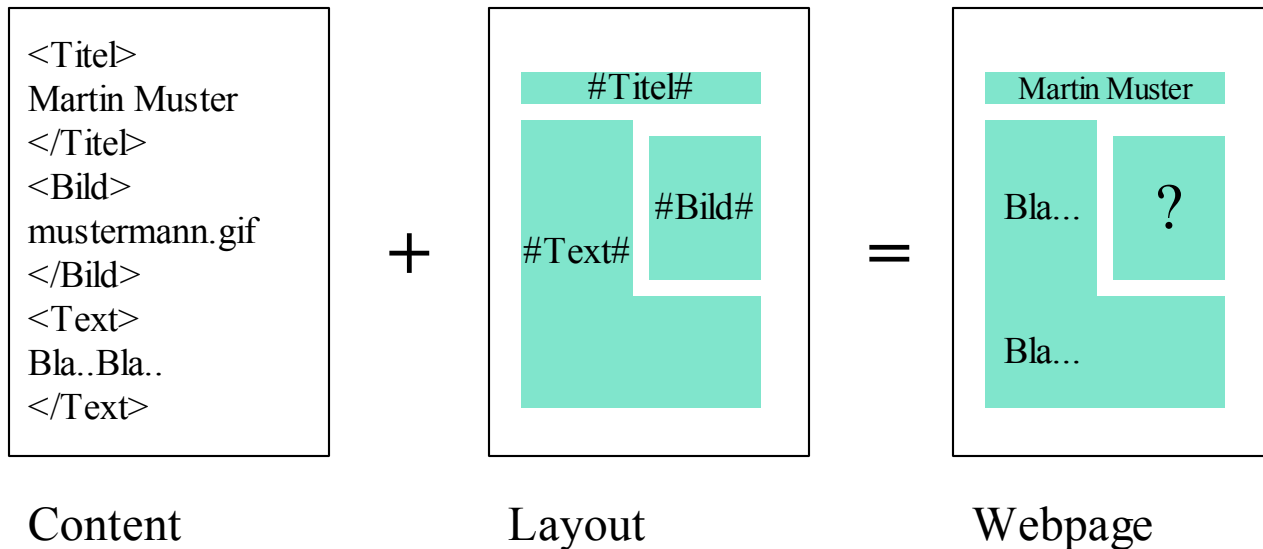 <Titel>
Martin Muster
</Titel>
<Bild>
mustermann.gif
</Bild>
<Text>
Bla..Bla..
</Text>
+
#Titel#
#Bild#
#Text#
=
Martin Muster
Bla...
?
Bla...
Content
Layout
Webpage